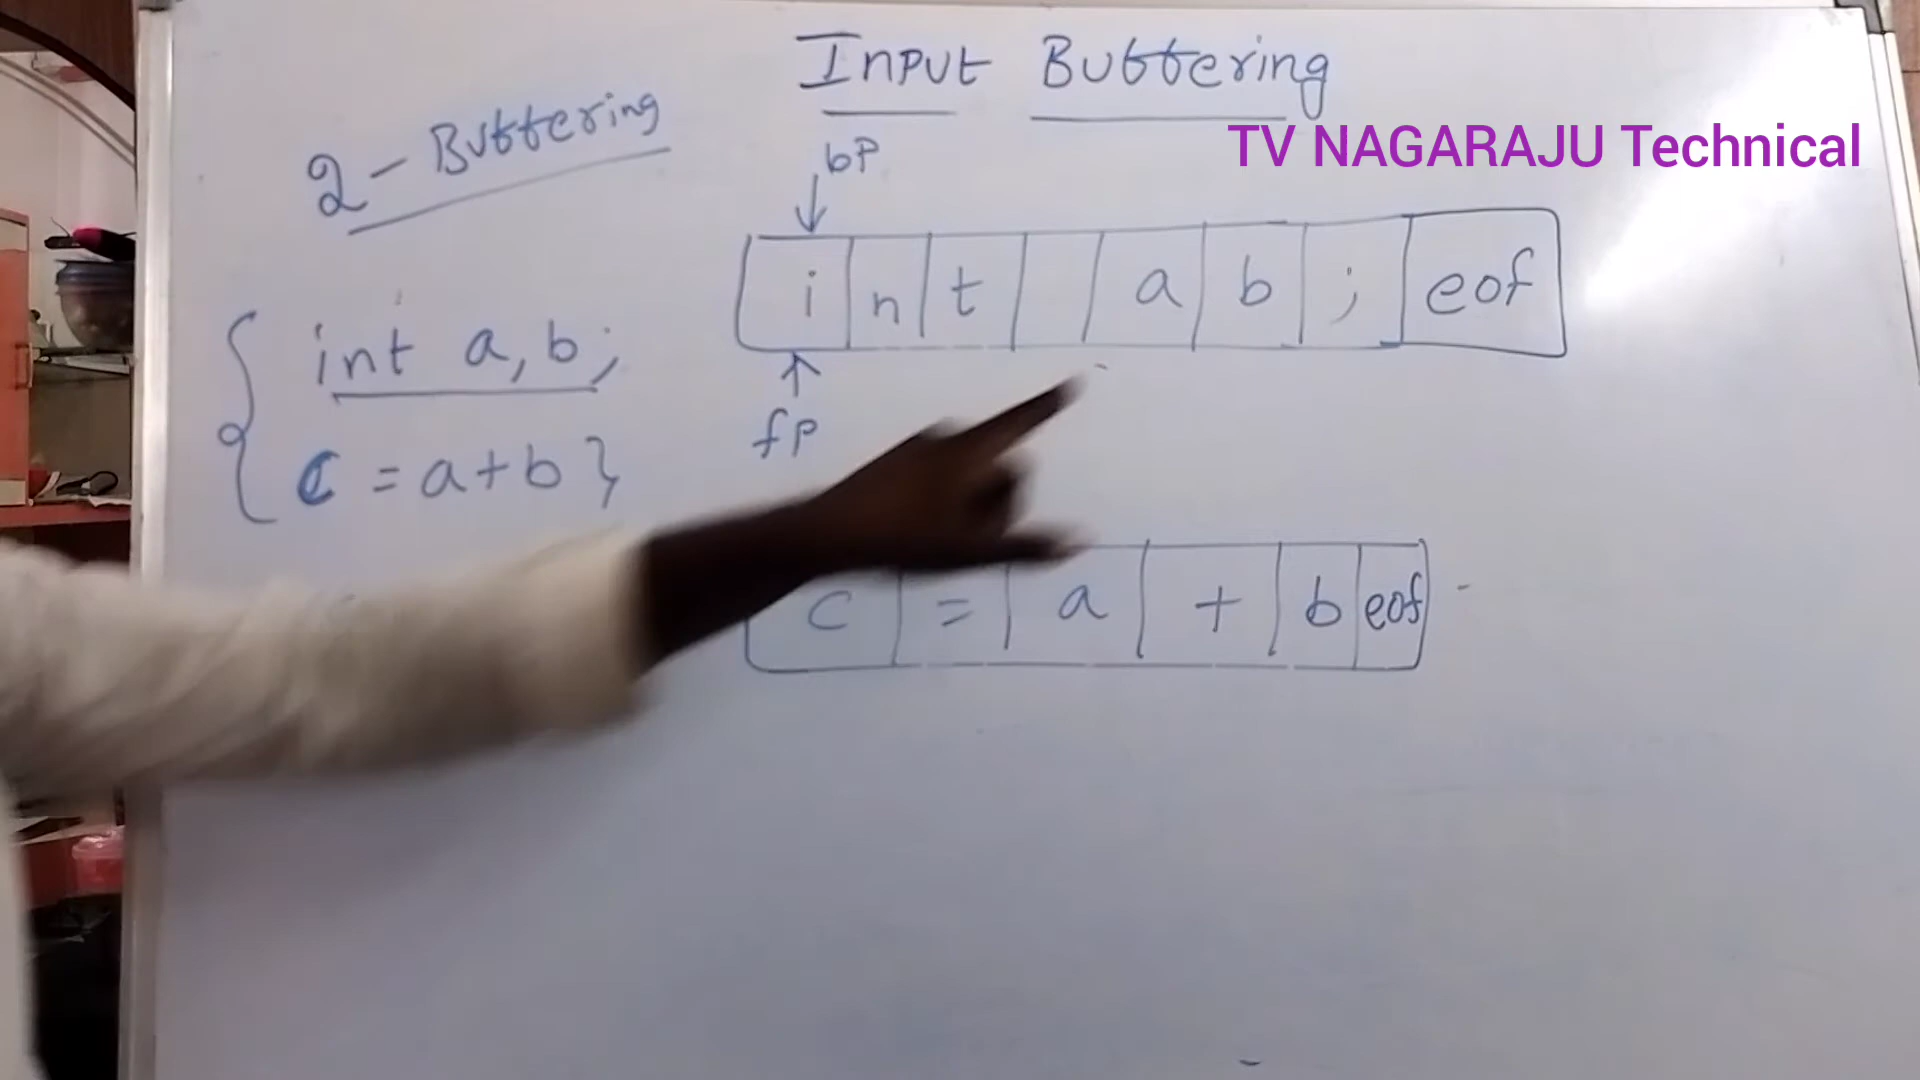 Input Buffering
TV NAGARAJU Technical
2 - Buffering
bP
i n t a b ; eof
fP
{ int a, b;
c = a + b }
c = a + b eof